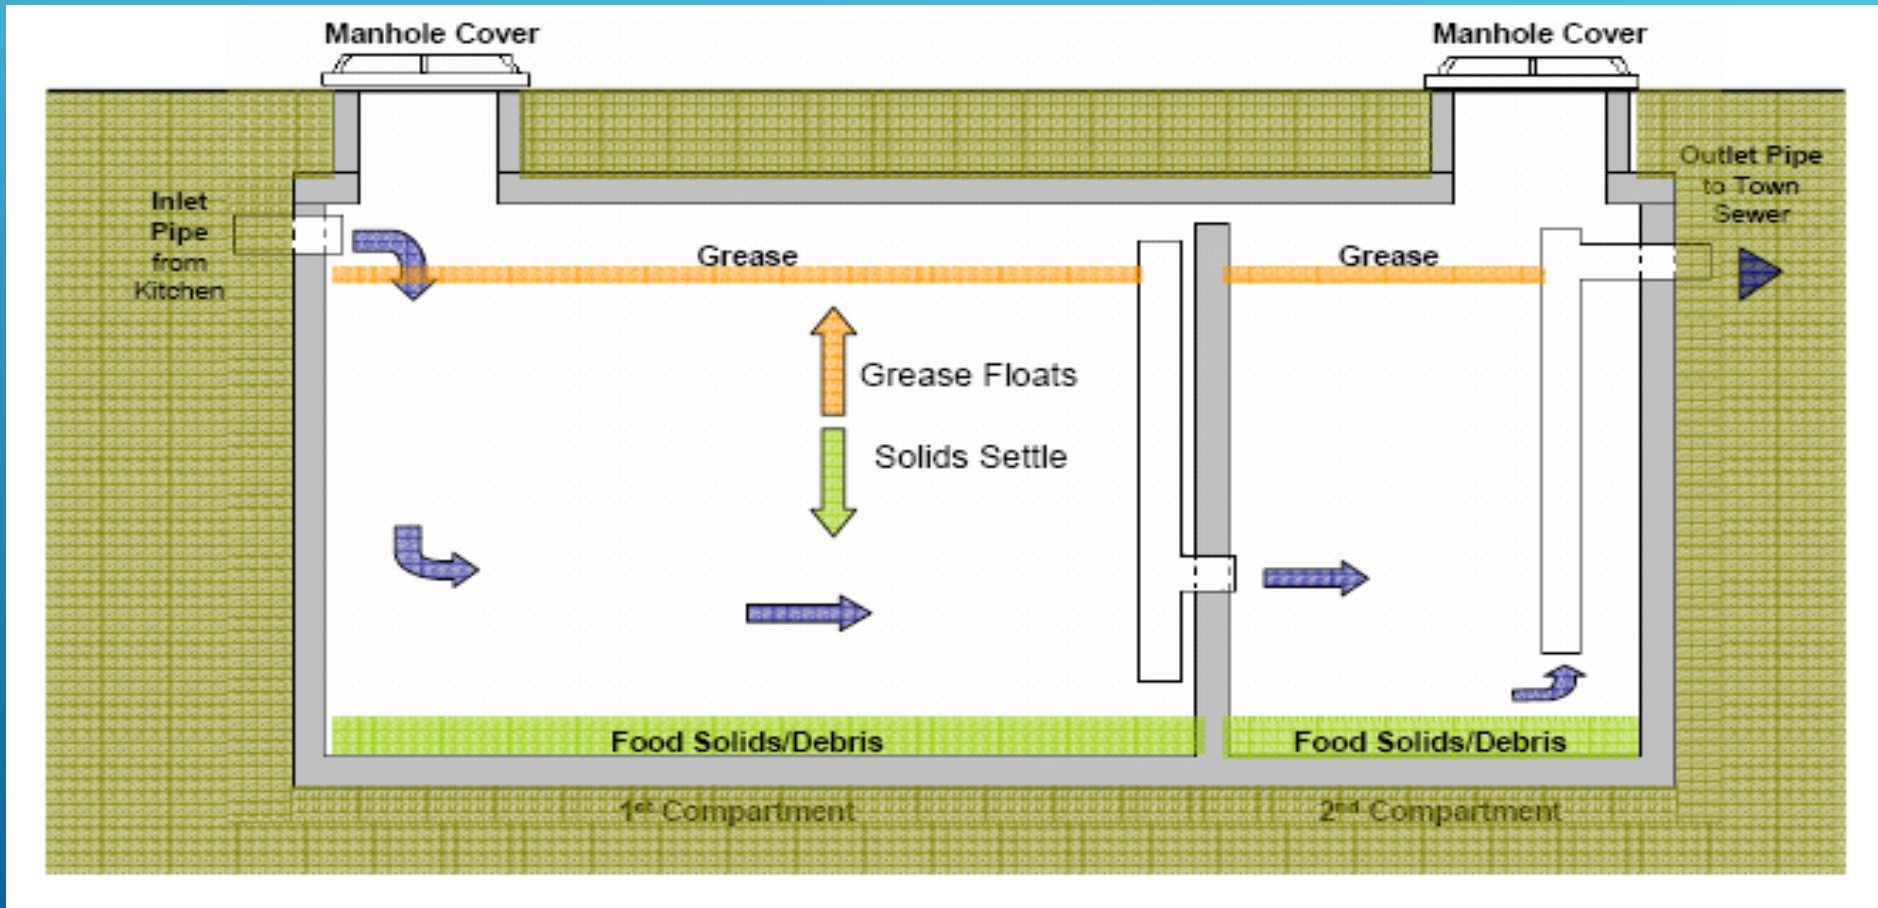 Manhole Cover
Manhole Cover
Inlet
Pipe
from
Kitchen
Outlet Pipe
to Town
Sewer
Grease
Grease
Grease Floats
Solids Settle
Food Solids/Debris
Food Solids/Debris
1st Compartment
2nd Compartment